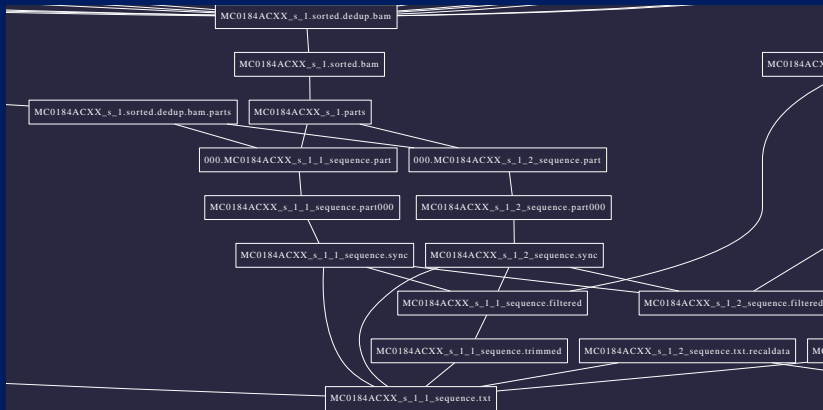 MC0184ACXX_s_1.sorted.dedup.bam
MC0184ACXX_s_1.sorted.bam
MC0184ACXX_s_1.sorted.dedup.bam.parts
MC0184ACXX_s_1.parts
000.MC0184ACXX_s_1_1_sequence.part
000.MC0184ACXX_s_1_2_sequence.part
MC0184ACXX_s_1_1_sequence.part000
MC0184ACXX_s_1_2_sequence.part000
MC0184ACXX_s_1_1_sequence.sync
MC0184ACXX_s_1_2_sequence.sync
MC0184ACXX_s_1_1_sequence.filtered
MC0184ACXX_s_1_2_sequence.filtered
MC0184ACXX_s_1_1_sequence.trimmed
MC0184ACXX_s_1_2_sequence.txt.recaldata
MC0184ACXX_s_1_1_sequence.txt